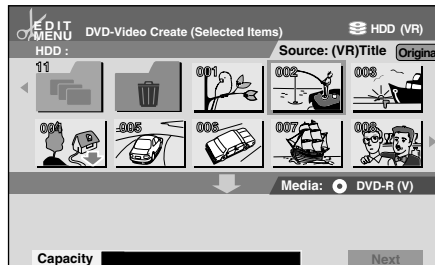 EDIT
MENU
DVD-Video Create (Selected Items)
HDD (VR)
HDD :
Source: (VR)Title
Origina
11
001
002
003
004
005
006
007
008
Media:
DVD-R (V)
Capacity
Next